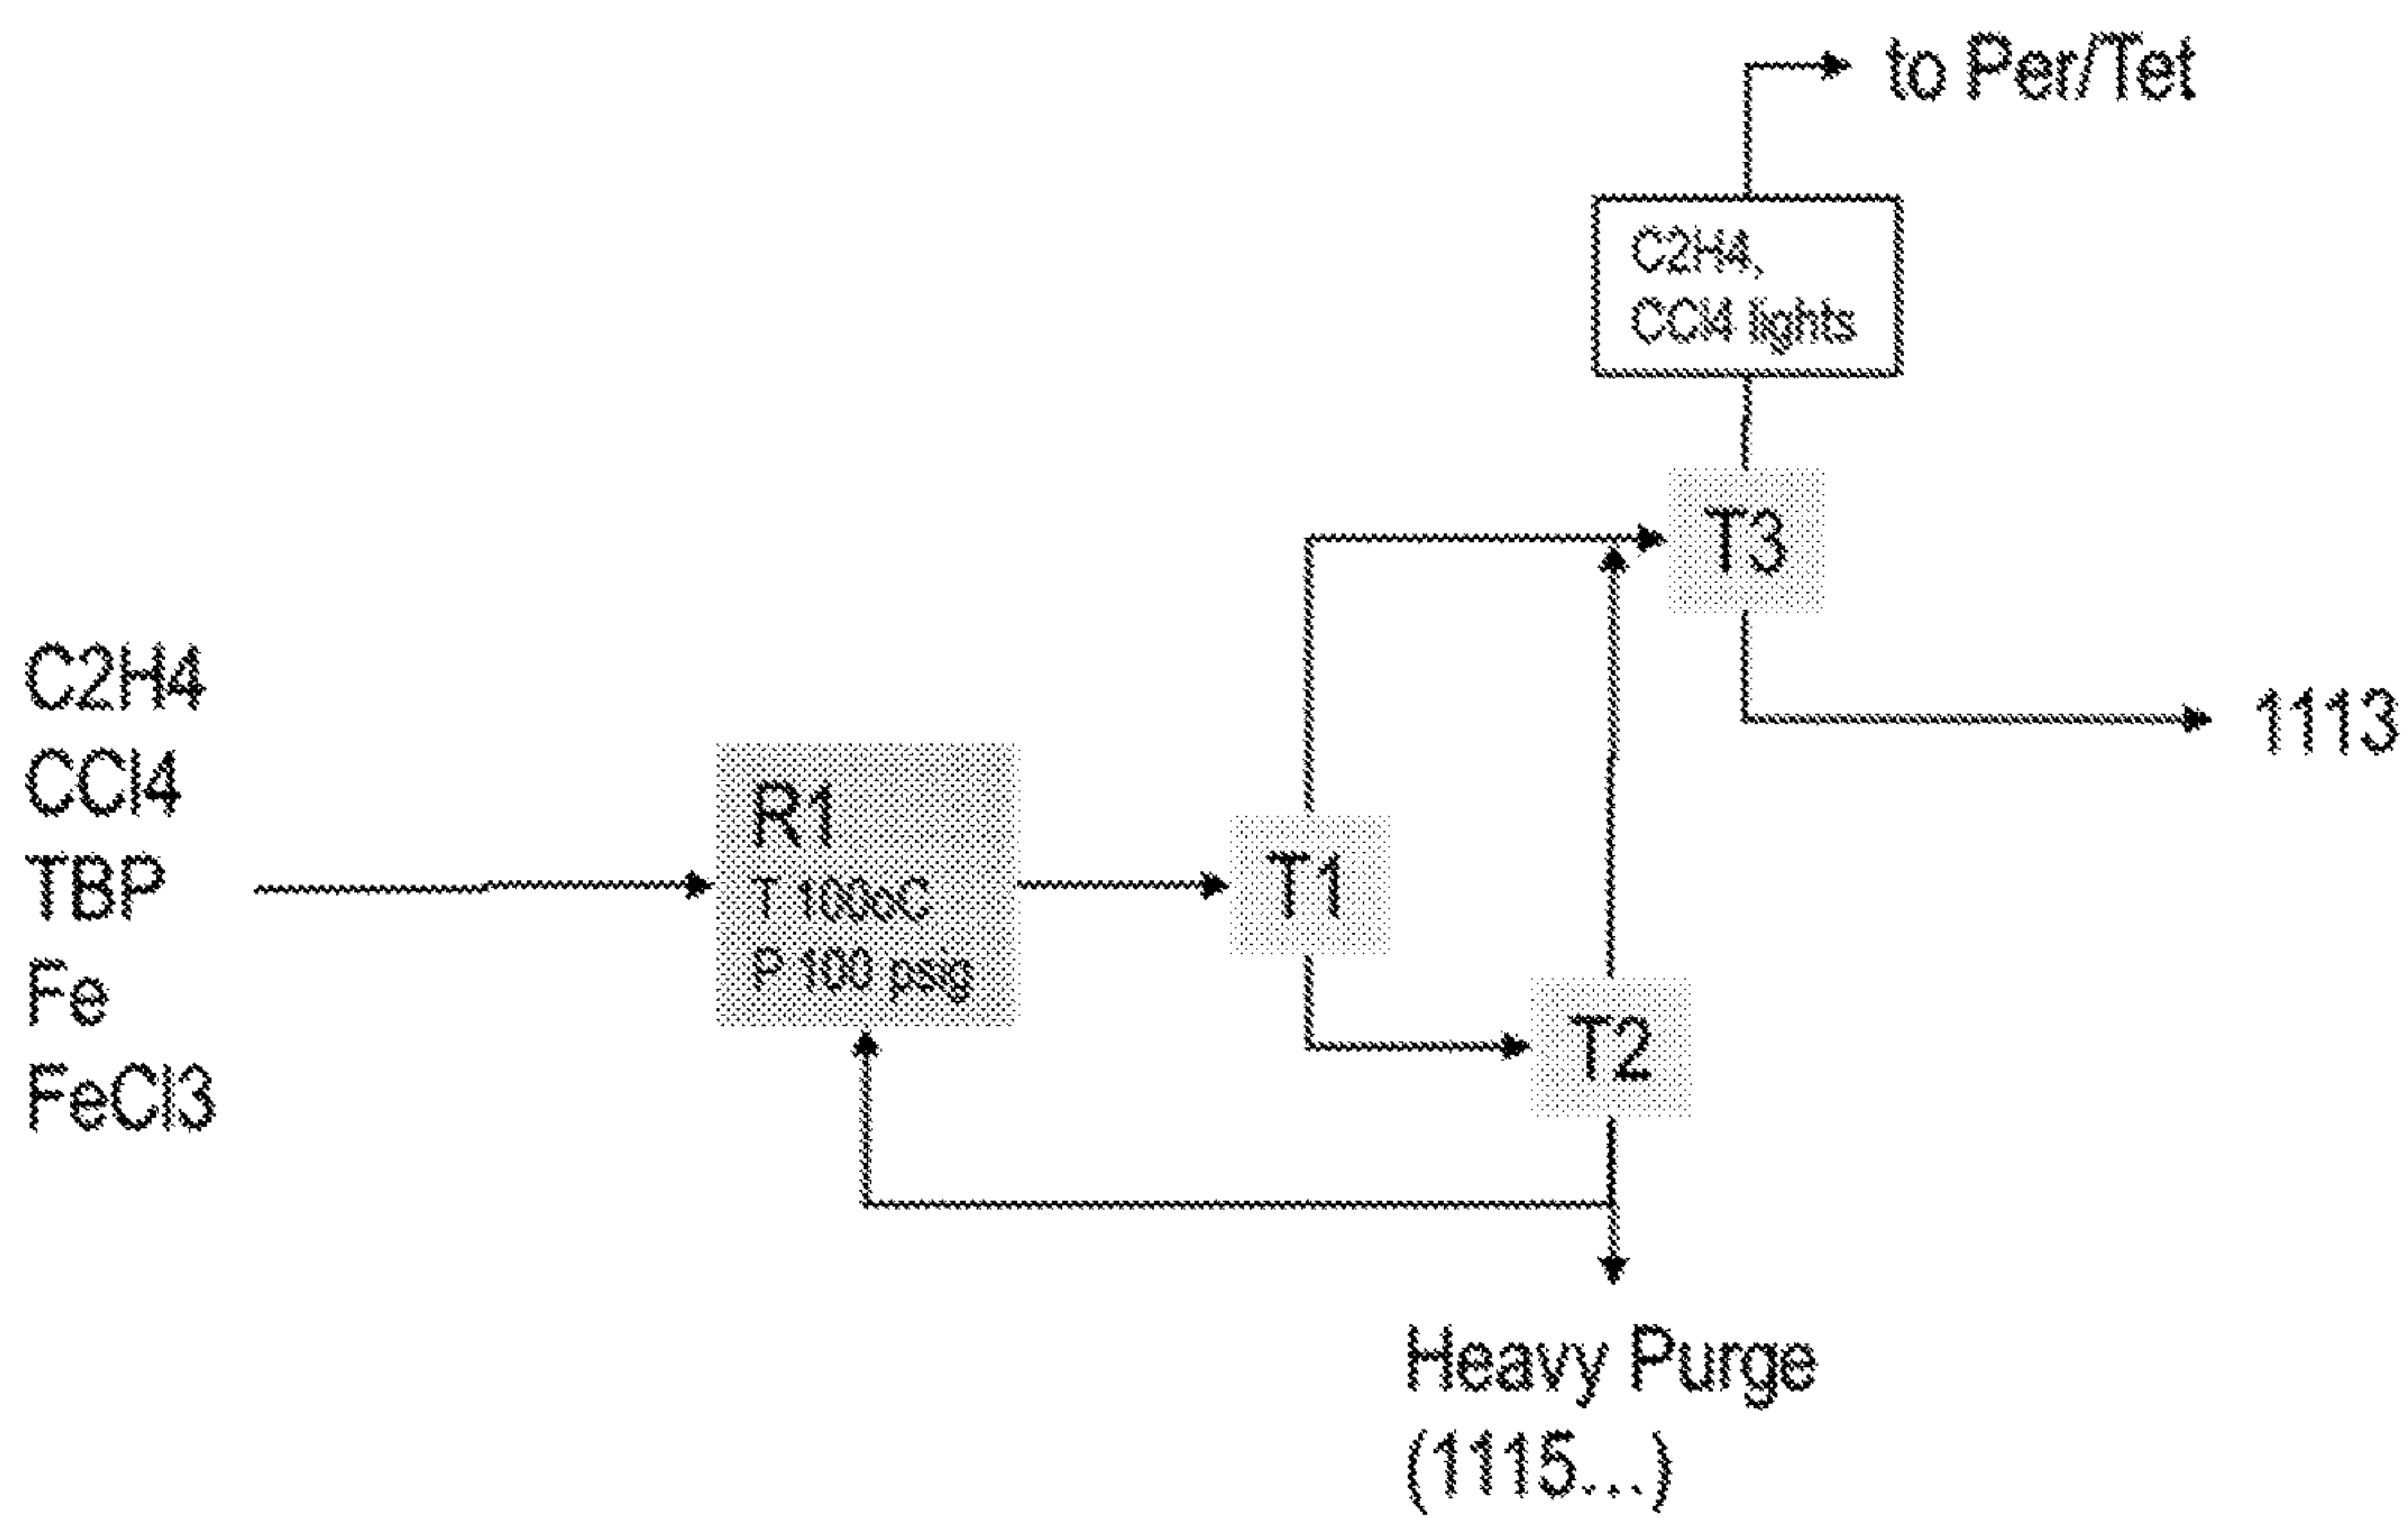 to Per/Tet
C2H4,
CCl4 lights
T3
C2H4
CCl4
TBP
Fe
FeCl3
R1
T 100oC
P 100 psig
T1
1113
T2
Heavy Purge
(1115...)